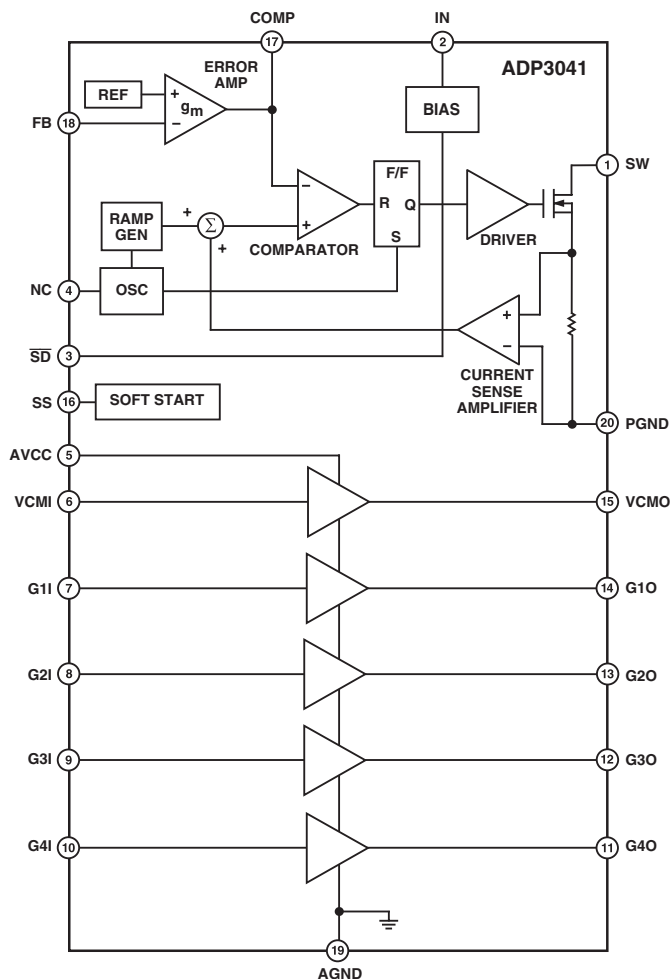 COMP
IN
17
2
ADP3041
ERROR
AMP
REF
+
gm
−
BIAS
FB
18
1
SW
F/F
R
Q
S
−
+
COMPARATOR
DRIVER
RAMP
GEN
+
Σ
+
NC
4
OSC
+
−
SD
3
CURRENT
SENSE
AMPLIFIER
SS
16
SOFT START
20
PGND
AVCC
5
VCMI
6
15
VCMO
G1I
7
14
G1O
G2I
8
13
G2O
G3I
9
12
G3O
G4I
10
11
G4O
19
AGND